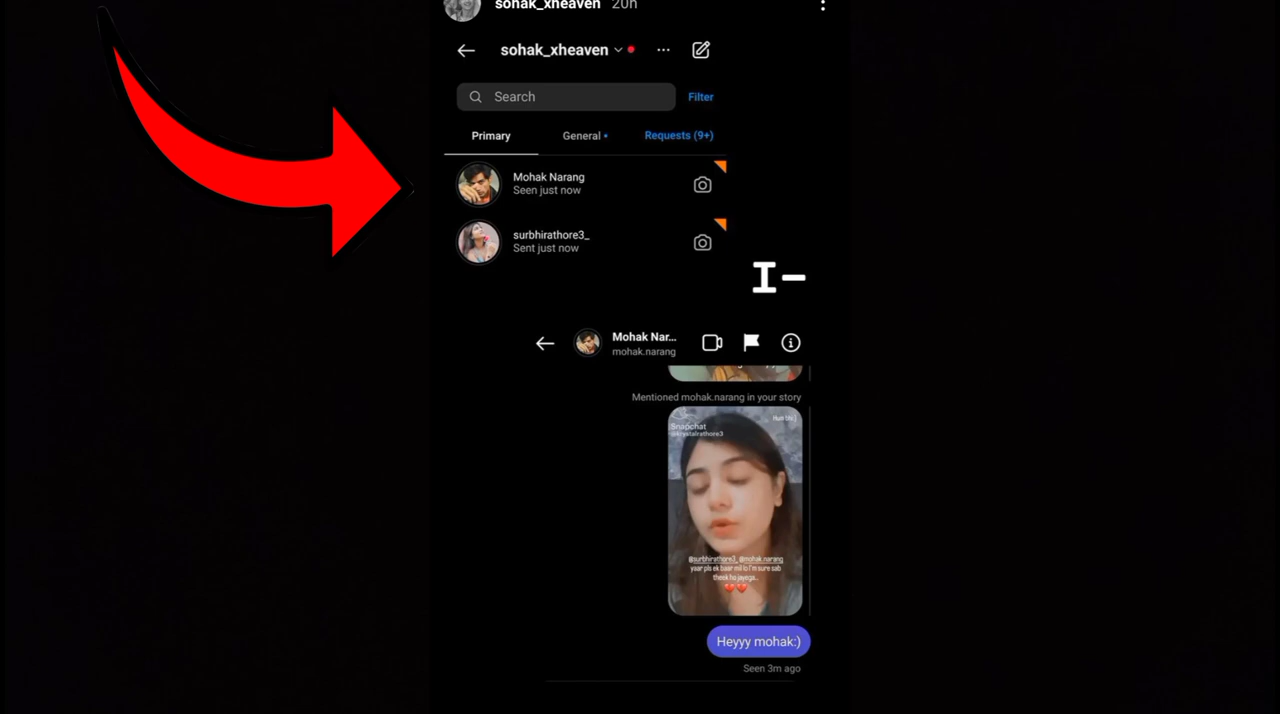 sohak_xheaven 20h
sohak_xheaven
Search
Filter
Primary
General
Requests (9+)
Mohak Narang
Seen just now
surbhirathore3_
Sent just now
I-
Mohak Nar...
mohak.narang
Mentioned mohak.narang in your story
Snapchat
@krystalrathore3
@surbhirathore3_ @mohak.narang
yaar pls ek baar mil lo I'm sure sab
theek ho jayega..
Heyyy mohak:)
Seen 3m ago